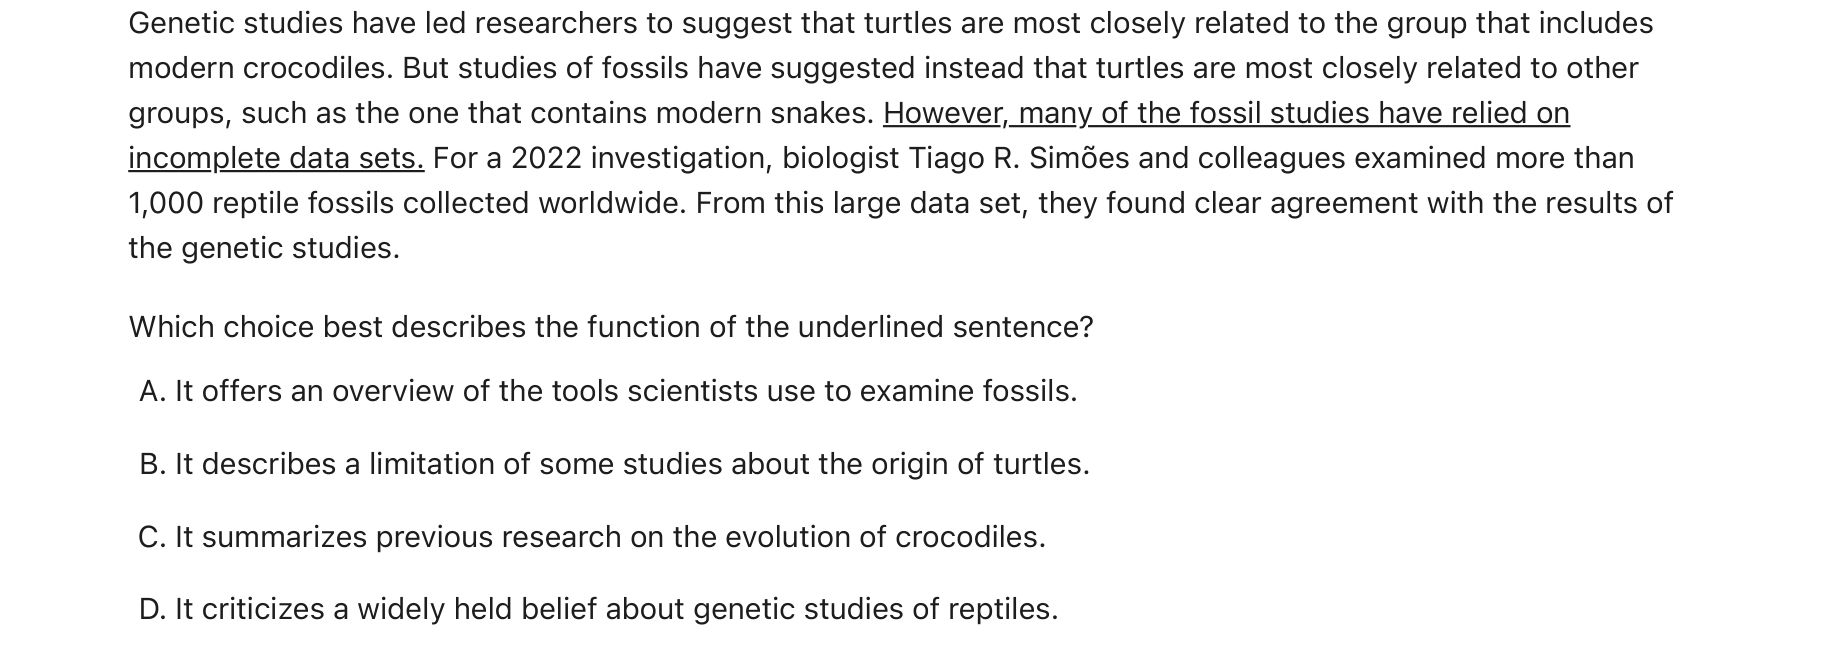 Genetic studies have led researchers to suggest that turtles are most closely related to the group that includes
modern crocodiles. But studies of fossils have suggested instead that turtles are most closely related to other
groups, such as the one that contains modern snakes. However, many of the fossil studies have relied on
incomplete data sets. For a 2022 investigation, biologist Tiago R. Simões and colleagues examined more than
1,000 reptile fossils collected worldwide. From this large data set, they found clear agreement with the results of
the genetic studies.
Which choice best describes the function of the underlined sentence?
A. It offers an overview of the tools scientists use to examine fossils.
B. It describes a limitation of some studies about the origin of turtles.
C. It summarizes previous research on the evolution of crocodiles.
D. It criticizes a widely held belief about genetic studies of reptiles.